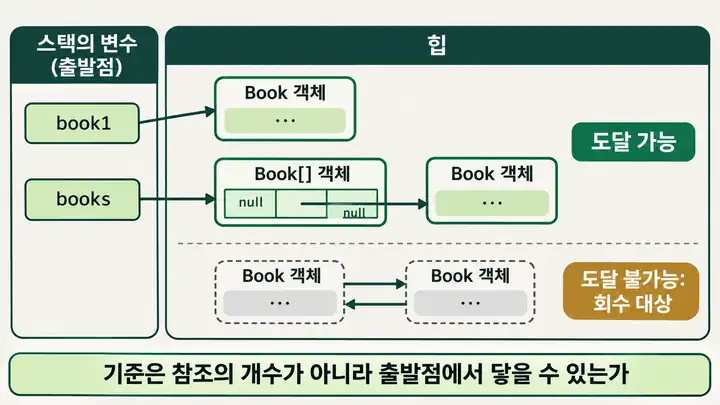 스택의 변수
(출발점)
힙
book1
Book 객체
...
도달 가능
books
Book[] 객체
null
null
Book 객체
...
Book 객체
...
Book 객체
...
도달 불가능:
회수 대상
기준은 참조의 개수가 아니라 출발점에서 닿을 수 있는가